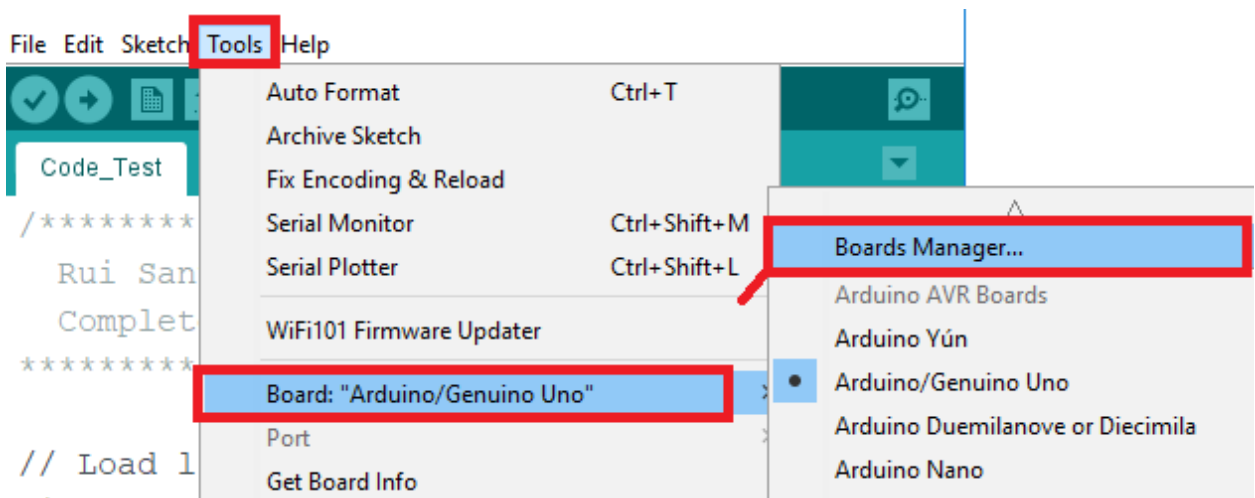 File Edit Sketch Tools Help
Auto Format Ctrl+T
Archive Sketch
Code_Test
Fix Encoding & Reload
Serial Monitor Ctrl+Shift+M
Serial Plotter Ctrl+Shift+L
WiFi101 Firmware Updater
Board: "Arduino/Genuino Uno"
Port
Get Board Info
/********
Rui San
Complet
*********
// Load l
Boards Manager...
Arduino AVR Boards
Arduino Yún
Arduino/Genuino Uno
Arduino Duemilanove or Diecimila
Arduino Nano